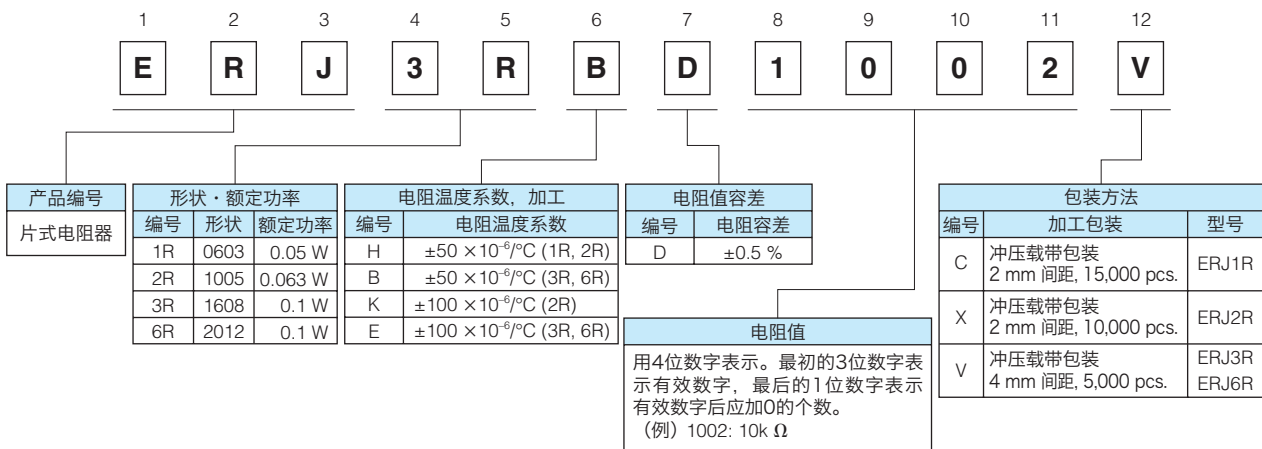 1 2 3 4 5 6 7 8 9 10 11 12
E R J 3 R B D 1 0 0 2 V
产品编号
片式电阻器
形状・额定功率
编号 形状 额定功率
1R 0603 0.05 W
2R 1005 0.063 W
3R 1608 0.1 W
6R 2012 0.1 W
电阻温度系数, 加工
编号 电阻温度系数
H ±50 ×10⁻⁶/°C (1R, 2R)
B ±50 ×10⁻⁶/°C (3R, 6R)
K ±100 ×10⁻⁶/°C (2R)
E ±100 ×10⁻⁶/°C (3R, 6R)
电阻值容差
编号 电阻容差
D ±0.5 %
电阻值
用4位数字表示。最初的3位数字表
示有效数字，最后的1位数字表示
有效数字后应加0的个数。
（例）1002: 10k Ω
包装方法
编号 加工包装 型号
C 冲压载带包装
2 mm 间距, 15,000 pcs. ERJ1R
X 冲压载带包装
2 mm 间距, 10,000 pcs. ERJ2R
V 冲压载带包装
4 mm 间距, 5,000 pcs. ERJ3R
ERJ6R